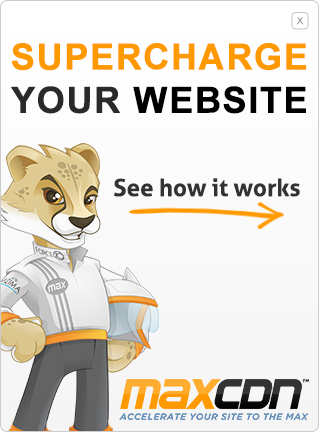 X
SUPERCHARGE
YOUR WEBSITE
See how it works
max
maxcdn™
ACCELERATE YOUR SITE TO THE MAX